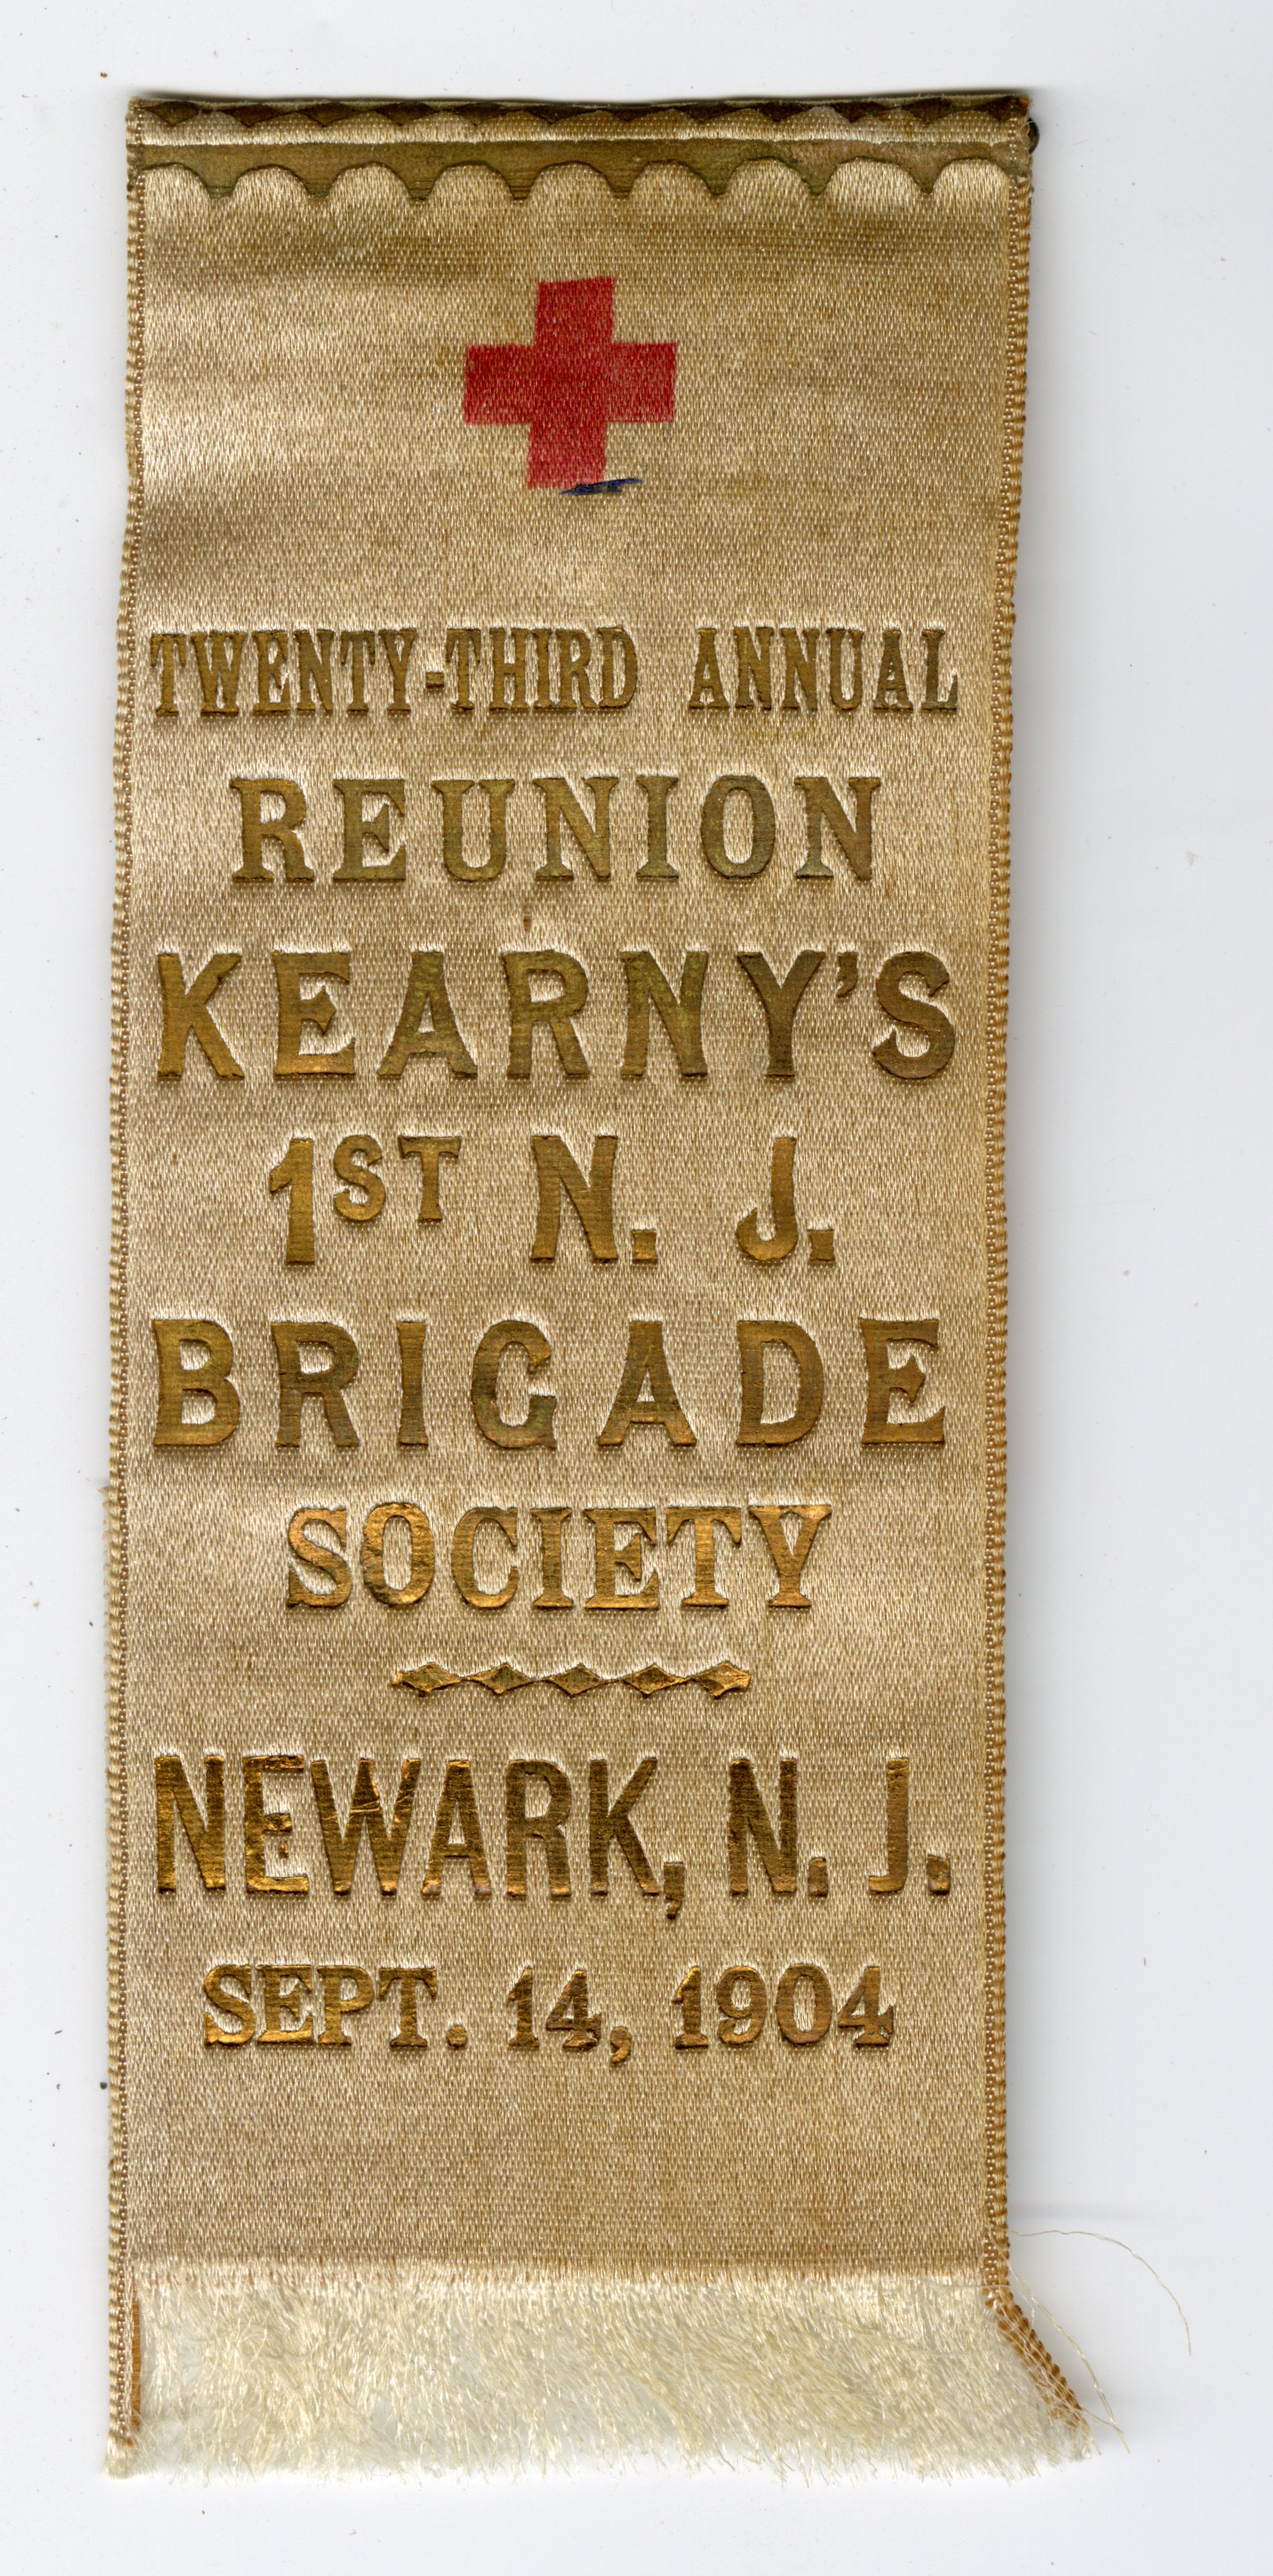 TWENTY-THIRD ANNUAL
REUNION
KEARNY'S
1ST N. J.
BRIGADE
SOCIETY
NEWARK, N. J.
SEPT. 14, 1904